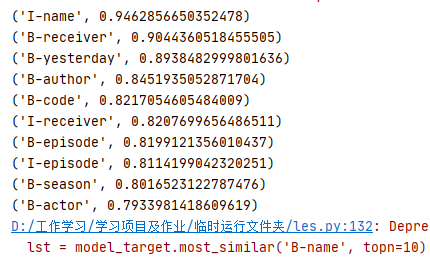 ('I-name', 0.9462856650352478)
('B-receiver', 0.9044360518455505)
('B-yesterday', 0.8938482999801636)
('B-author', 0.8451935052871704)
('B-code', 0.8217054605484009)
('I-receiver', 0.8207699656486511)
('B-episode', 0.8199121356010437)
('I-episode', 0.8114199042320251)
('B-season', 0.8016523122787476)
('B-actor', 0.7933981418609619)
D:/工作学习/学习项目及作业/临时运行文件夹/les.py:132: Depre
lst = model_target.most_similar('B-name', topn=10)